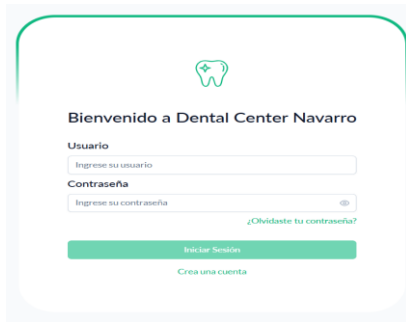 Bienvenido a Dental Center Navarro
Usuario
Ingrese su usuario
Contraseña
Ingrese su contraseña
¿Olvidaste tu contraseña?
Iniciar Sesión
Crea una cuenta